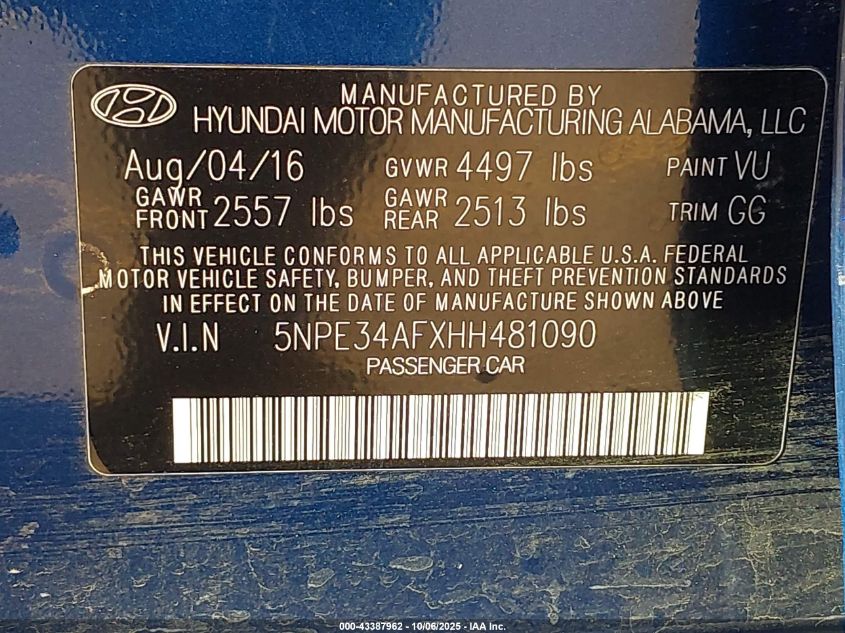 MANUFACTURED BY
HYUNDAI MOTOR MANUFACTURING ALABAMA, LLC
Aug/04/16 GVWR 4497 lbs PAINT VU
GAWR FRONT 2557 lbs GAWR REAR 2513 lbs TRIM GG
THIS VEHICLE CONFORMS TO ALL APPLICABLE U.S.A. FEDERAL
MOTOR VEHICLE SAFETY, BUMPER, AND THEFT PREVENTION STANDARDS
IN EFFECT ON THE DATE OF MANUFACTURE SHOWN ABOVE
V.I.N 5NPE34AFXHH481090
PASSENGER CAR
000-43387962 - 10/06/2025 - IAA Inc.